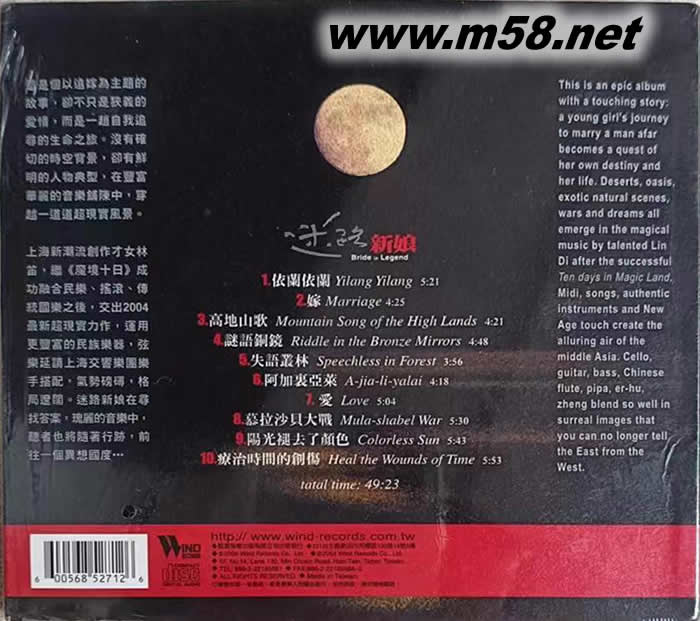 www.m58.net
這是個以遠嫁為主題的
故事，卻不只是狹義的
愛情，而是一趟自我追
尋的生命之旅。沒有確
切的時空背景，卻有鮮
明的人物典型，在豐富
華麗的音樂鋪陳中，穿
越一道道超現實風景。
上海新潮流創作才女林
笛，繼《魔境十日》成
功融合民樂、搖滾、傳
統國樂之後，交出2004
最新超現實力作，運用
更豐富的民族樂器，弦
樂延請上海交響樂團樂
手搭配，氣勢磅礡，格
局遼闊。迷路新娘在尋
找答案，瑰麗的音樂中，
聽者也將隨著行跡，前
往一個異想國度…
迷路新娘
Bride in Legend
1.依蘭依蘭 Yilang Yilang 5:21
2.嫁 Marriage 4:25
3.高地山歌 Mountain Song of the High Lands 4:21
4.謎語銅鏡 Riddle in the Bronze Mirrors 4:48
5.失語叢林 Speechless in Forest 3:56
6.阿加裏亞萊 A-jia-li-yalai 4:18
7.愛 Love 5:04
8.慕拉沙貝大戰 Mula-shabel War 5:30
9.陽光褪去了顏色 Colorless Sun 5:43
10.療治時間的創傷 Heal the Wounds of Time 5:53
tatal time: 49:23
This is an epic album
with a touching story:
a young girl's journey
to marry a man afar
becomes a quest of
her own destiny and
her life. Deserts, oasis,
exotic natural scenes,
wars and dreams all
emerge in the magical
music by talented Lin
Di after the successful
Ten days in Magic Land,
Midi, songs, authentic
instruments and New
Age touch create the
alluring air of the
middle Asia. Cello,
guitar, bass, Chinese
flute, pipa, er-hu,
zheng blend so well in
surreal images that
you can no longer tell
the East from the
West.
6 00568 52712 6
WIND
COMPACT
disc
DIGITAL AUDIO
http://www.wind-records.com.tw
ALL RIGHTS RESERVED. Made in Taiwan